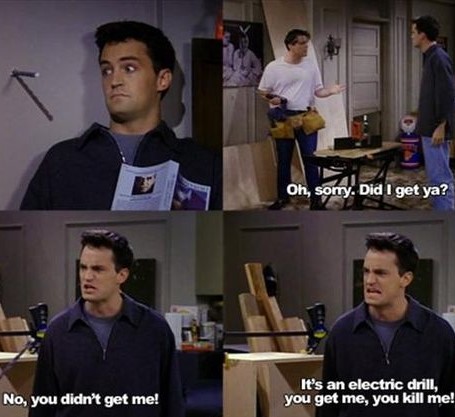 Oh, sorry. Did I get ya?
No, you didn't get me!
It's an electric drill,
you get me, you kill me!